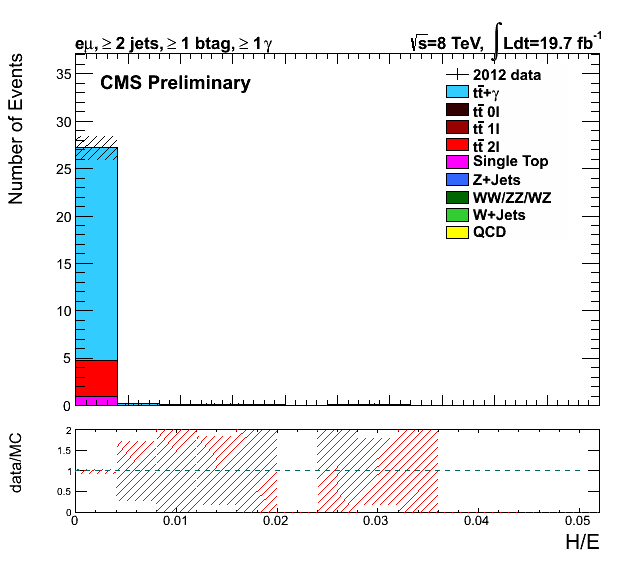 eμ, ≥ 2 jets, ≥ 1 btag, ≥ 1 γ
√s=8 TeV, ∫Ldt=19.7 fb⁻¹
CMS Preliminary
2012 data
tt̄+γ
tt̄ 0l
tt̄ 1l
tt̄ 2l
Single Top
Z+Jets
WW/ZZ/WZ
W+Jets
QCD
Number of Events
35
30
25
20
15
10
5
0
data/MC
2
1.5
1
0.5
0
0 0.01 0.02 0.03 0.04 0.05
H/E